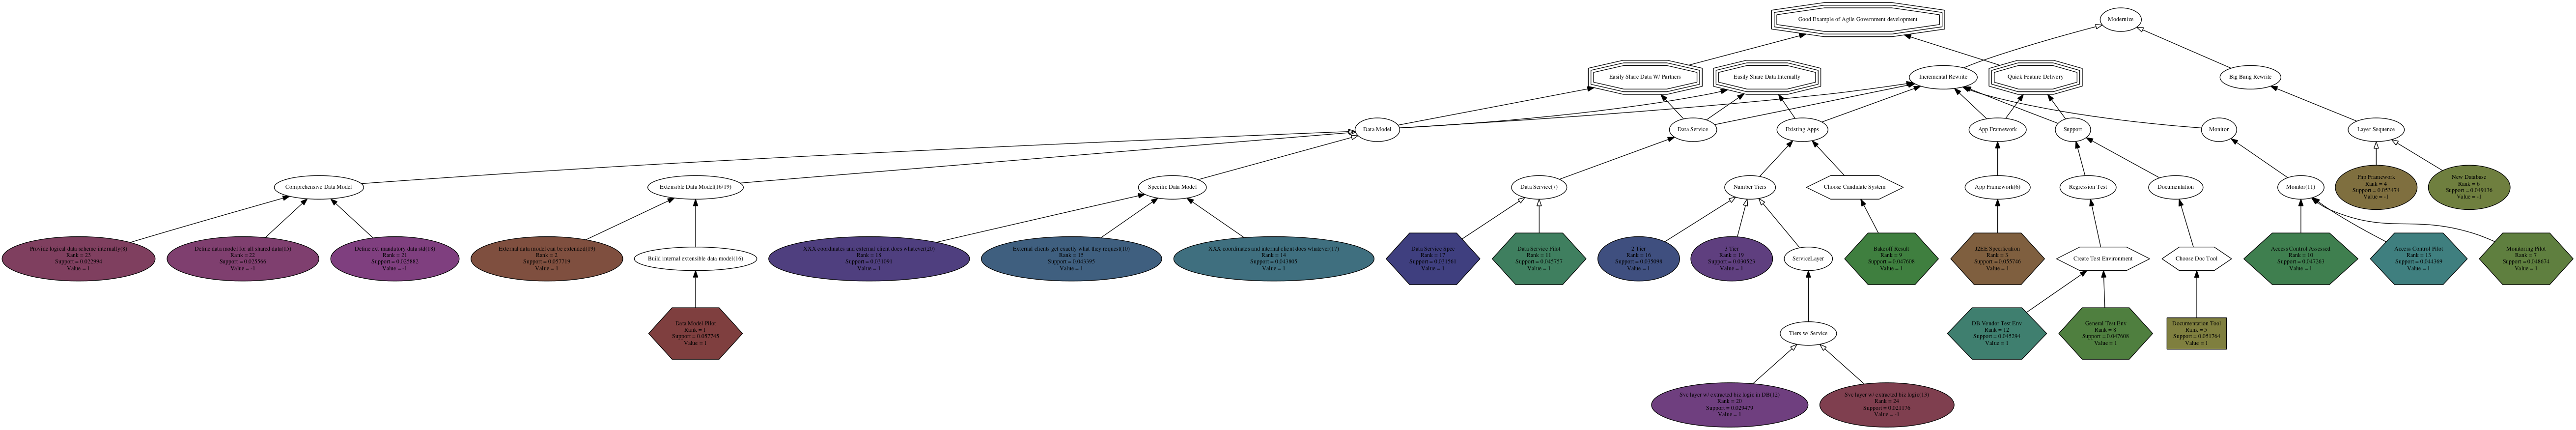 Good Example of Agile Government development
Modernize
Easily Share Data W/ Partners
Easily Share Data Internally
Incremental Rewrite
Quick Feature Delivery
Big Bang Rewrite
Data Model
Data Service
Existing Apps
App Framework
Support
Monitor
Layer Sequence
Comprehensive Data Model
Extensible Data Model(16/19)
Specific Data Model
Data Service(7)
Number Tiers
Choose Candidate System
App Framework(6)
Regression Test
Documentation
Monitor(11)
Pap Framework
Rank = 4
Support = 0.053474
Value = -1
New Database
Rank = 6
Support = 0.049136
Value = -1
Provide logical data scheme internally(8)
Rank = 23
Support = 0.022994
Value = 1
Define data model for all shared data(15)
Rank = 22
Support = 0.025566
Value = -1
Define our mandatory data std(18)
Rank = 21
Support = 0.025882
Value = -1
External data model can be extended(19)
Rank = 2
Support = 0.057719
Value = 1
Build internal extensible data model(16)
XXX coordinates and external client does whatever(20)
Rank = 18
Support = 0.031091
Value = 1
External clients get exactly what they request(10)
Rank = 15
Support = 0.043395
Value = 1
XXX coordinates and internal client does whatever(17)
Rank = 14
Support = 0.043805
Value = 1
Data Service Spec
Rank = 17
Value = 1
Data Service Pilot
Rank = 11
Support = 0.045757
Value = 1
2 Tier
Rank = 16
Support = 0.035098
Value = 1
3 Tier
Rank = 19
Support = 0.030523
Value = 1
ServiceLayer
Bakeoff Result
Rank = 9
Support = 0.047608
Value = 1
J2EE Specification
Rank = 3
Support = 0.055746
Value = 1
Create Test Environment
Choose Doc Tool
Access Control Assessed
Rank = 10
Support = 0.047263
Value = 1
Access Control Pilot
Rank = 13
Support = 0.044389
Value = 1
Monitoring Pilot
Rank = 7
Support = 0.048674
Value = 1
Data Model Pilot
Rank = 1
Support = 0.057745
Value = 1
Tiers w/ Service
DB Vendor Test Env
Rank = 12
Support = 0.045294
Value = 1
General Test Env
Rank = 8
Support = 0.047608
Value = 1
Documentation Tool
Rank = 5
Support = 0.051764
Value = 1
Svc layer w/ extracted biz logic in DB(12)
Rank = 20
Support = 0.029479
Value = 1
Svc layer w/ extracted biz logic(13)
Rank = 24
Support = 0.021176
Value = -1